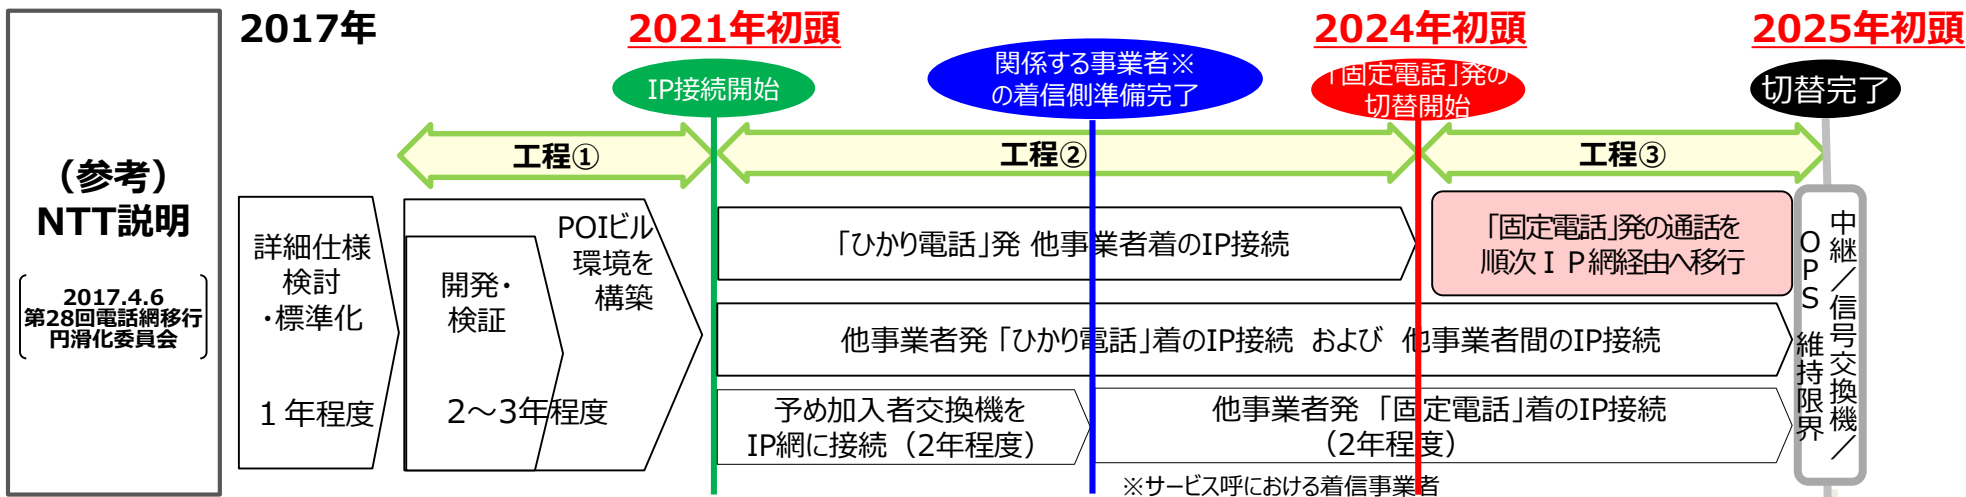 （参考）
NTT説明
2017.4.6
第28回電話網移行
円滑化委員会
2017年
2021年初頭
2024年初頭
2025年初頭
IP接続開始
関係する事業者※
の着信側準備完了
「固定電話」発の
切替開始
切替完了
工程①
工程②
工程③
詳細仕様
検討
・標準化
１年程度
開発・
検証
POIビル
環境を
構築
2～3年程度
「ひかり電話」発 他事業者着のIP接続
「固定電話」発の通話を
順次ＩＰ網経由へ移行
他事業者発「ひかり電話」着のIP接続 および 他事業者間のIP接続
予め加入者交換機を
IP網に接続（2年程度）
他事業者発 「固定電話」着のIP接続
（2年程度）
中継／信号交換機／
OPS 維持限界
※サービス呼における着信事業者